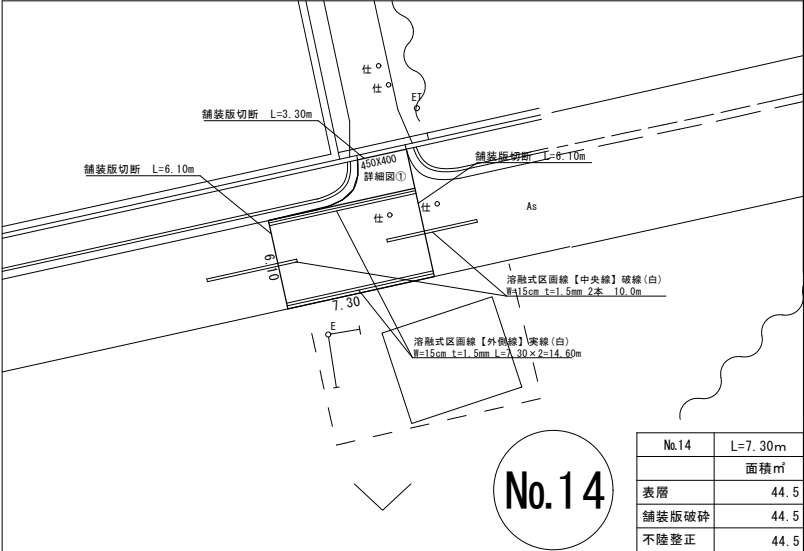 仕
仕
ET
舗装版切断 L=3.30m
450X400
詳細図①
舗装版切断 L=6.10m
舗装版切断 L=6.10m
仕
仕
As
6.10
溶融式区画線【中央線】破線(白)
W=15cm t=1.5mm 2本 10.0m
7.30
E
溶融式区画線【外側線】実線(白)
W=15cm t=1.5mm L=7.30×2=14.60m
No.14
No.14 L=7.30m
面積㎡
表層 44.5
舗装版破砕 44.5
不陸整正 44.5